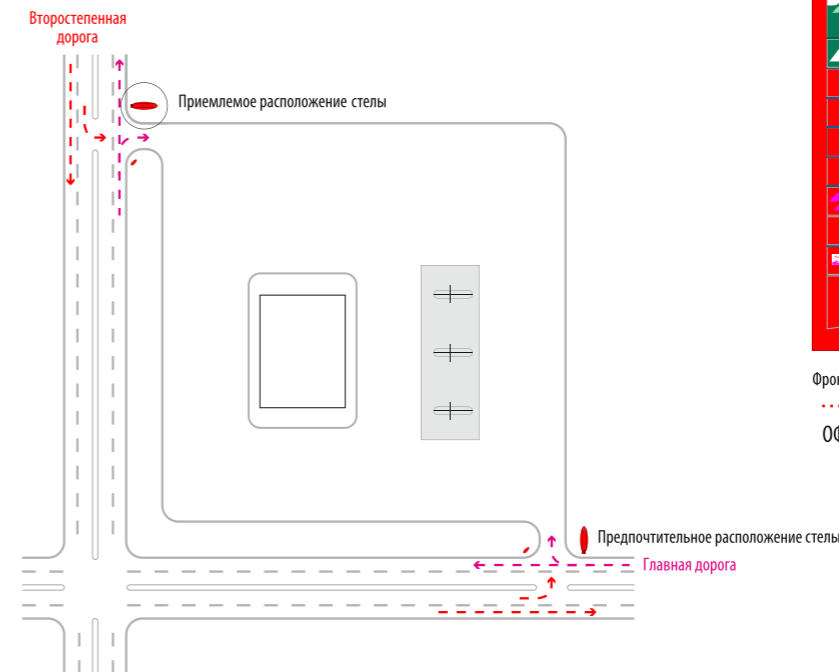 Второстепенная
дорога
Приемлемое расположение стелы
Предпочтительное расположение стелы
Главная дорога